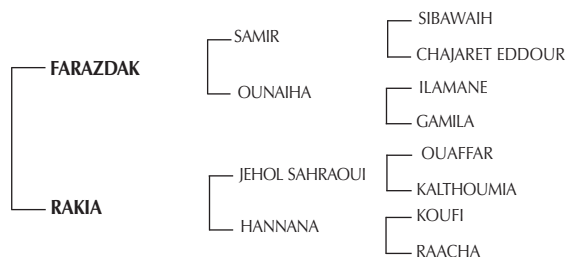 SIBAWAIH
SAMIR
CHAJARET EDDOUR
FARAZDAK
OUNAIHA
ILAMANE
GAMILA
OUAFFAR
JEHOL SAHRAOUI
KALTHOUMIA
RAKIA
KOUFI
HANNANA
RAACHA